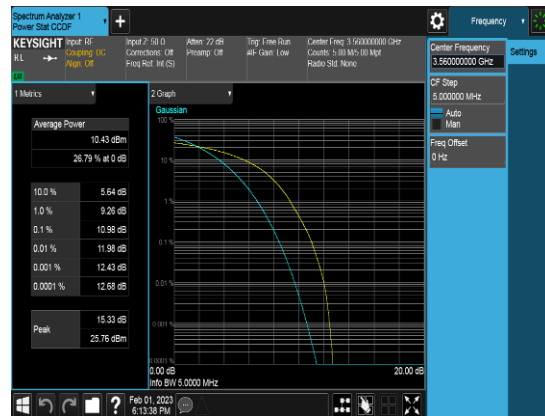 Spectrum Analyzer 1
Power Stat CCDF
Frequency
KEYSIGHT
RL
LXI
Input: RF
Coupling: DC
Align: Off
Input Z: 50 Ω
Corrections: Off
Freq Ref: Int (S)
Atten: 22 dB
Preamp: Off
Trig: Free Run
#IF Gain: Low
Center Freq: 3.560000000 GHz
Counts: 5.00 M/5.00 Mpt
Radio Std: None
Center Frequency
3.560000000 GHz
Settings
CF Step
5.000000 MHz
Auto
Man
Freq Offset
0 Hz
1 Metrics
Average Power
10.43 dBm
26.79 % at 0 dB
10.0 % 5.64 dB
1.0 % 9.26 dB
0.1 % 10.98 dB
0.01 % 11.98 dB
0.001 % 12.43 dB
0.0001 % 12.68 dB
Peak
15.33 dB
25.76 dBm
2 Graph
Gaussian
100 %
10 %
1 %
0.1 %
0.01 %
0.001 %
0.0001 %
0.00 dB 20.00 dB
Info BW 5.0000 MHz
?
Feb 01, 2023
6:13:38 PM